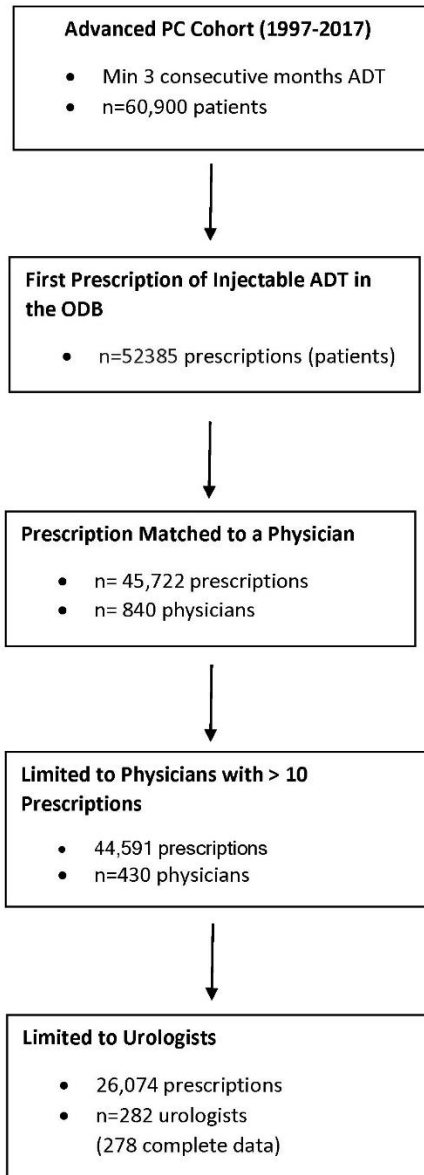 Advanced PC Cohort (1997-2017)
• Min 3 consecutive months ADT
• n=60,900 patients
First Prescription of Injectable ADT in
the ODB
• n=52385 prescriptions (patients)
Prescription Matched to a Physician
• n= 45,722 prescriptions
• n= 840 physicians
Limited to Physicians with > 10
Prescriptions
• 44,591 prescriptions
• n=430 physicians
Limited to Urologists
• 26,074 prescriptions
• n=282 urologists
(278 complete data)